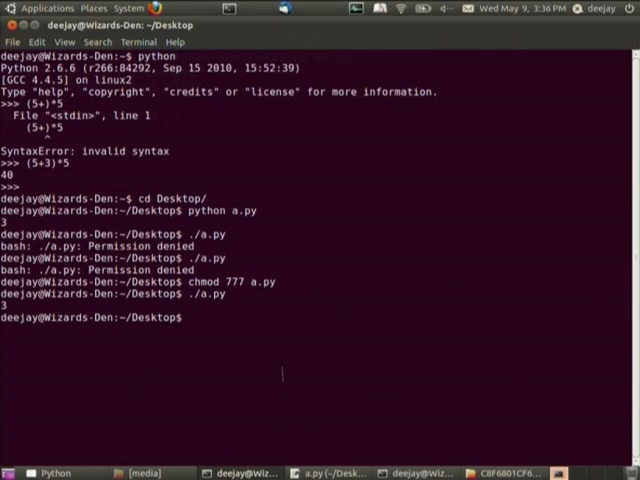 Applications Places System Wed May 9, 3:36 PM deejay
deejay@Wizards-Den: ~/Desktop
File Edit View Search Terminal Help
deejay@Wizards-Den:~$ python
Python 2.6.6 (r266:84292, Sep 15 2010, 15:52:39)
[GCC 4.4.5] on linux2
Type "help", "copyright", "credits" or "license" for more information.
>>> (5+)*5
File "<stdin>", line 1
(5+)*5
^
SyntaxError: invalid syntax
>>> (5+3)*5
40
>>>
deejay@Wizards-Den:~$ cd Desktop/
deejay@Wizards-Den:~/Desktop$ python a.py
3
deejay@Wizards-Den:~/Desktop$ ./a.py
bash: ./a.py: Permission denied
deejay@Wizards-Den:~/Desktop$ ./a.py
bash: ./a.py: Permission denied
deejay@Wizards-Den:~/Desktop$ chmod 777 a.py
deejay@Wizards-Den:~/Desktop$ ./a.py
3
deejay@Wizards-Den:~/Desktop$
Python [media] deejay@Wiz... a.py (~/Desk... deejay@Wiz... C8F6801CF6...